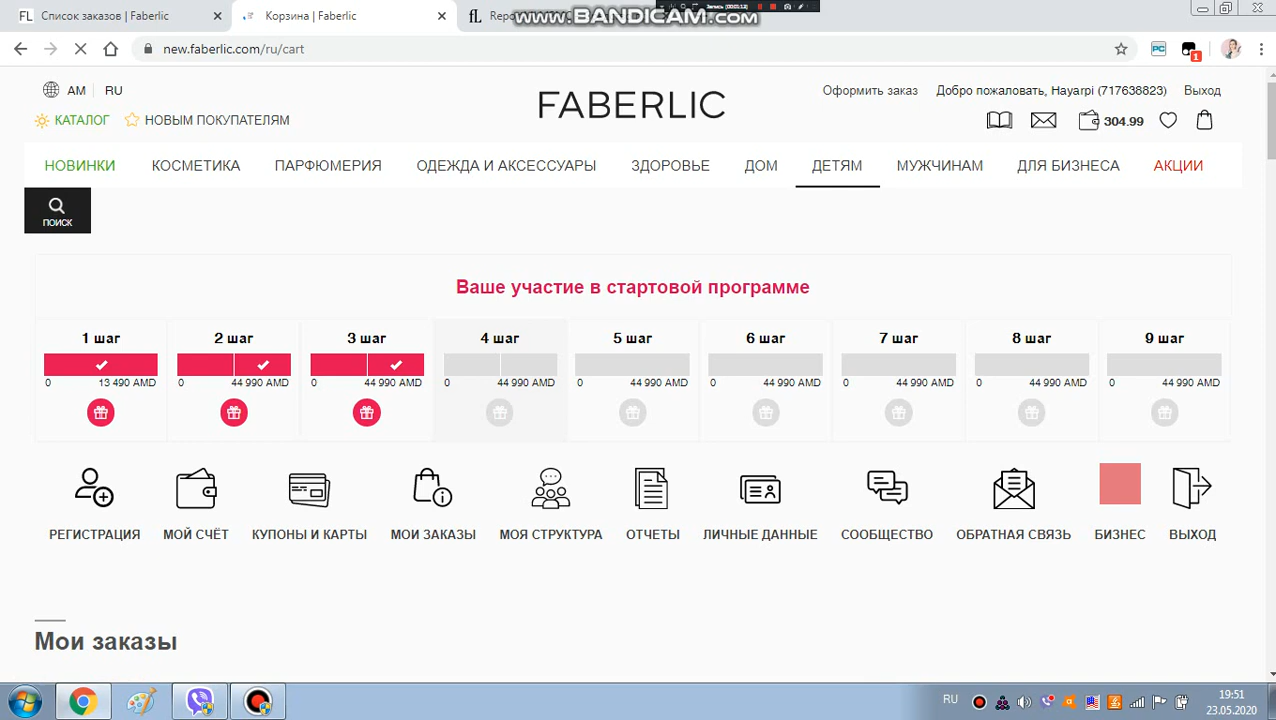 Список заказов | Faberlic
Корзина | Faberlic
www.BANDICAM.com
new.faberlic.com/ru/cart
AM RU
FABERLIC
Оформить заказ
Добро пожаловать, Hayarpi (717638823)
Выход
КАТАЛОГ
НОВЫМ ПОКУПАТЕЛЯМ
304.99
НОВИНКИ КОСМЕТИКА ПАРФЮМЕРИЯ ОДЕЖДА И АКСЕССУАРЫ ЗДОРОВЬЕ ДОМ ДЕТЯМ МУЖЧИНАМ ДЛЯ БИЗНЕСА АКЦИИ
ПОИСК
Ваше участие в стартовой программе
1 шаг 2 шаг 3 шаг 4 шаг 5 шаг 6 шаг 7 шаг 8 шаг 9 шаг
0 13 490 AMD 0 44 990 AMD 0 44 990 AMD 0 44 990 AMD 0 44 990 AMD 0 44 990 AMD 0 44 990 AMD 0 44 990 AMD 0 44 990 AMD
РЕГИСТРАЦИЯ МОЙ СЧЁТ КУПОНЫ И КАРТЫ МОИ ЗАКАЗЫ МОЯ СТРУКТУРА ОТЧЕТЫ ЛИЧНЫЕ ДАННЫЕ СООБЩЕСТВО ОБРАТНАЯ СВЯЗЬ БИЗНЕС ВЫХОД
Мои заказы
RU
19:51
23.05.2020